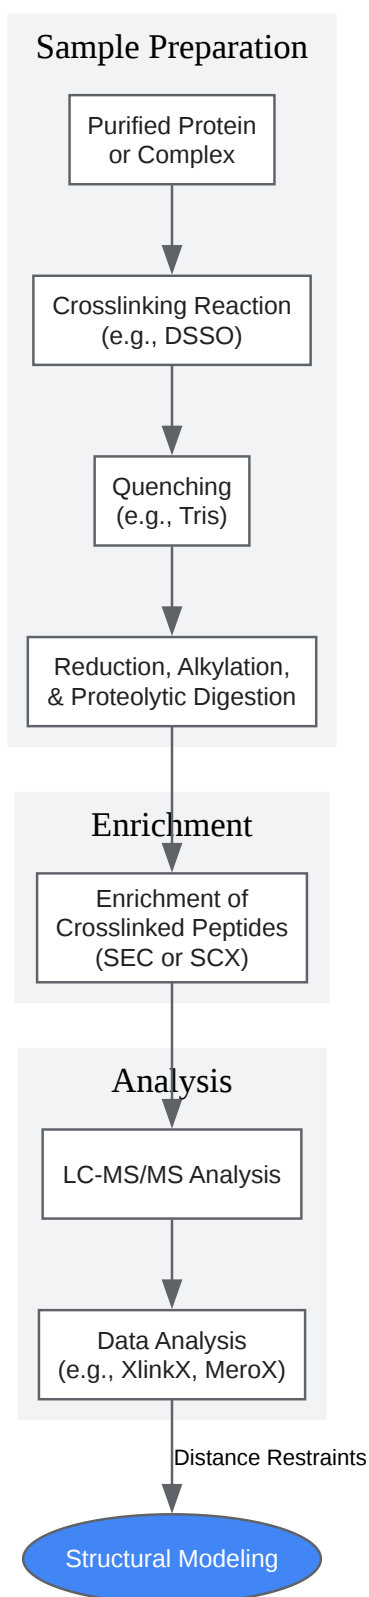 Sample Preparation
Purified Protein
or Complex
Crosslinking Reaction
(e.g., DSSO)
Quenching
(e.g., Tris)
Reduction, Alkylation,
& Proteolytic Digestion
Enrichment
Enrichment of
Crosslinked Peptides
(SEC or SCX)
Analysis
LC-MS/MS Analysis
Data Analysis
(e.g., XlinkX, MeroX)
Distance Restraints
Structural Modeling